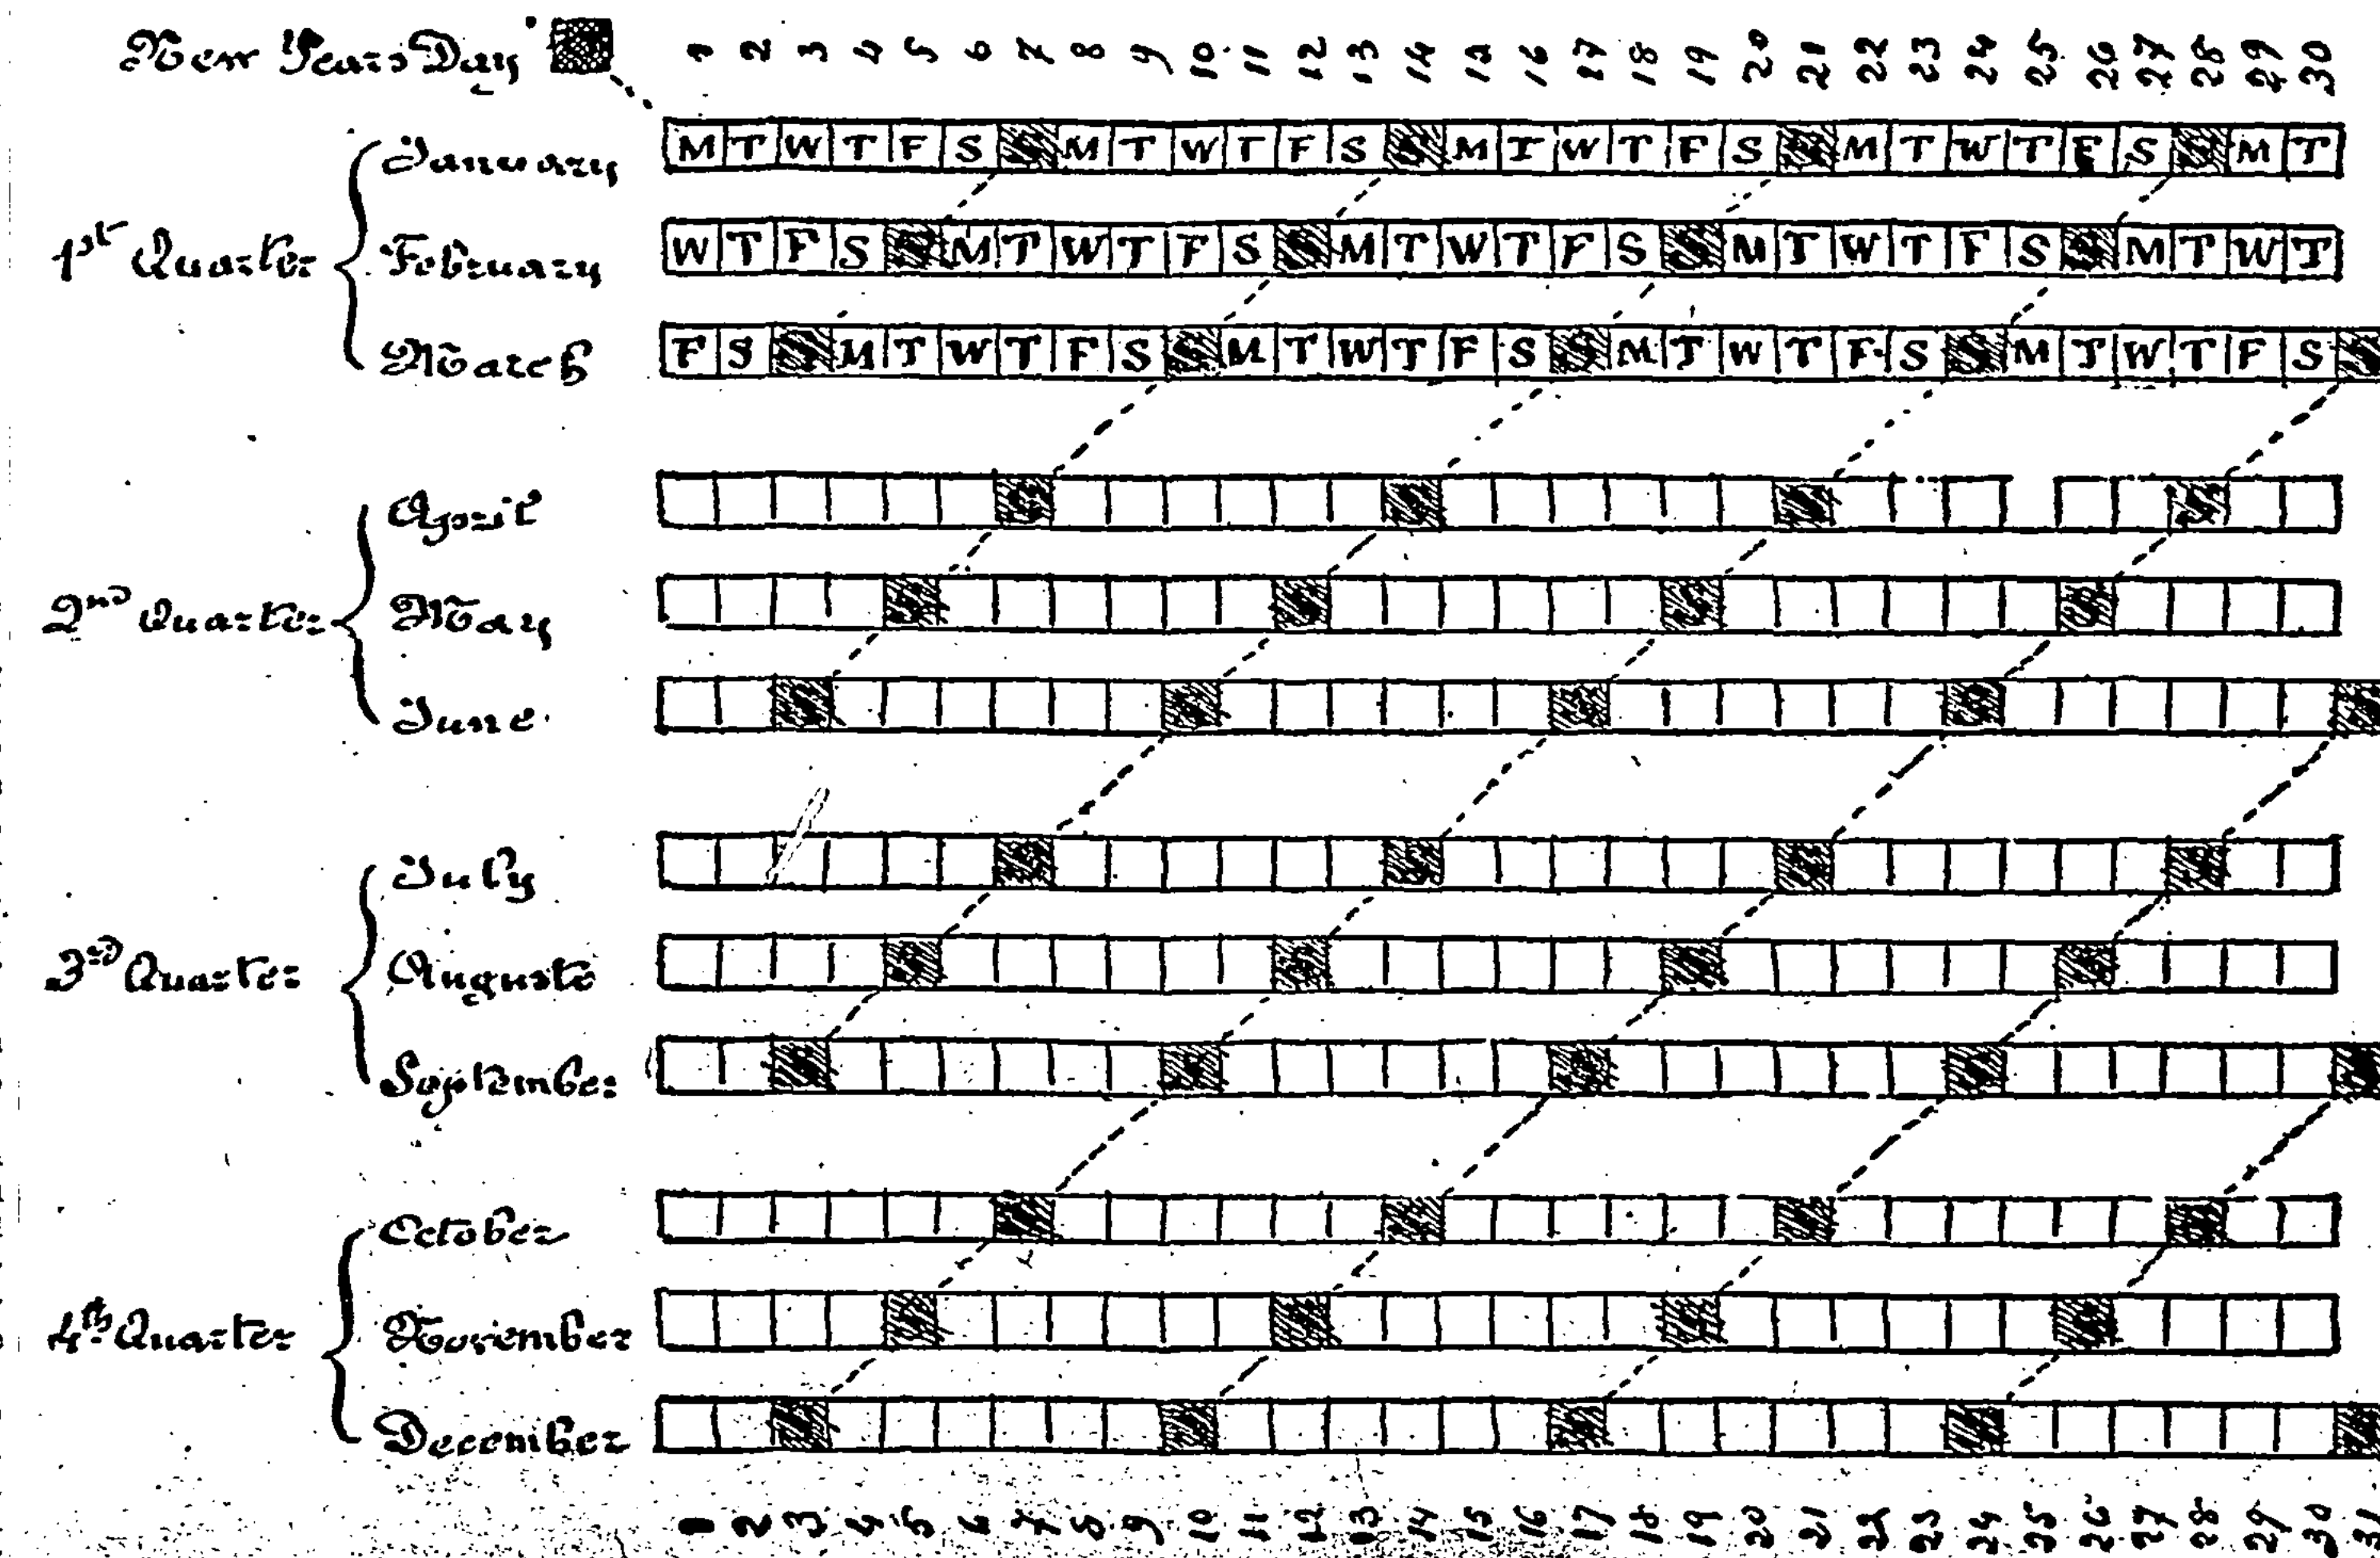 New Years Day 1 2 3 4 5 6 7 8 9 10 11 12 13 14 15 16 17 18 19 20 21 22 23 24 25 26 27 28 29 30
January M T W T F S S M T W T F S S M T W T F S S M T W T F S S M T
1st Quarter February W T F S S M T W T F S S M T W T F S S M T W T F S S M T W T
March F S S M T W T F S S M T W T F S S M T W T F S S M T W T F S S
April S S S S
2nd Quarter May S S S S
June S S S S S
July S S S S
3rd Quarter Auguste S S S S
September S S S S S
October S S S S
4th Quarter November S S S S
December S S S S S
1 2 3 4 5 6 7 8 9 10 11 12 13 14 15 16 17 18 19 20 21 22 23 24 25 26 27 28 29 30 31